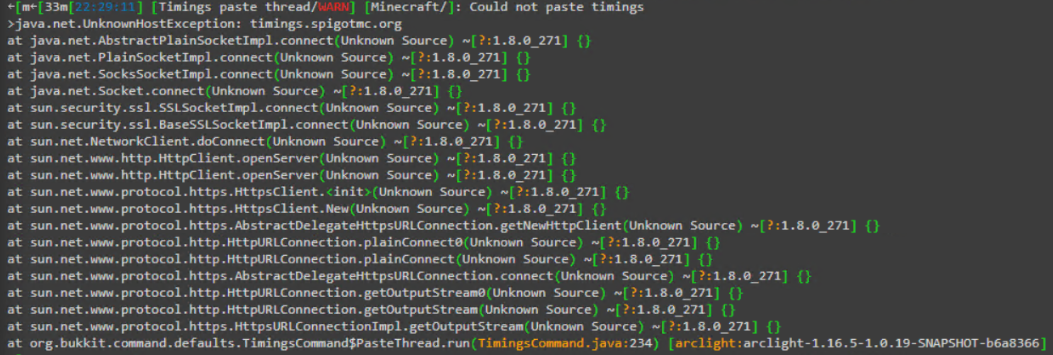 ←[m←[33m[22:29:11] [Timings paste thread/WARN] [Minecraft/]: Could not paste timings
>java.net.UnknownHostException: timings.spigotmc.org
at java.net.AbstractPlainSocketImpl.connect(Unknown Source) ~[?:1.8.0_271] {}
at java.net.PlainSocketImpl.connect(Unknown Source) ~[?:1.8.0_271] {}
at java.net.SocksSocketImpl.connect(Unknown Source) ~[?:1.8.0_271] {}
at java.net.Socket.connect(Unknown Source) ~[?:1.8.0_271] {}
at sun.security.ssl.SSLSocketImpl.connect(Unknown Source) ~[?:1.8.0_271] {}
at sun.security.ssl.BaseSSLSocketImpl.connect(Unknown Source) ~[?:1.8.0_271] {}
at sun.net.NetworkClient.doConnect(Unknown Source) ~[?:1.8.0_271] {}
at sun.net.www.http.HttpClient.openServer(Unknown Source) ~[?:1.8.0_271] {}
at sun.net.www.http.HttpClient.openServer(Unknown Source) ~[?:1.8.0_271] {}
at sun.net.www.protocol.https.HttpsClient.<init>(Unknown Source) ~[?:1.8.0_271] {}
at sun.net.www.protocol.https.HttpsClient.New(Unknown Source) ~[?:1.8.0_271] {}
at sun.net.www.protocol.https.AbstractDelegateHttpsURLConnection.getNewHttpClient(Unknown Source) ~[?:1.8.0_271] {}
at sun.net.www.protocol.http.HttpURLConnection.plainConnect0(Unknown Source) ~[?:1.8.0_271] {}
at sun.net.www.protocol.http.HttpURLConnection.plainConnect(Unknown Source) ~[?:1.8.0_271] {}
at sun.net.www.protocol.https.AbstractDelegateHttpsURLConnection.connect(Unknown Source) ~[?:1.8.0_271] {}
at sun.net.www.protocol.http.HttpURLConnection.getOutputStream0(Unknown Source) ~[?:1.8.0_271] {}
at sun.net.www.protocol.http.HttpURLConnection.getOutputStream(Unknown Source) ~[?:1.8.0_271] {}
at sun.net.www.protocol.https.HttpsURLConnectionImpl.getOutputStream(Unknown Source) ~[?:1.8.0_271] {}
at org.bukkit.command.defaults.TimingsCommand$PasteThread.run(TimingsCommand.java:234) [arclight:arclight-1.16.5-1.0.19-SNAPSHOT-b6a8366]